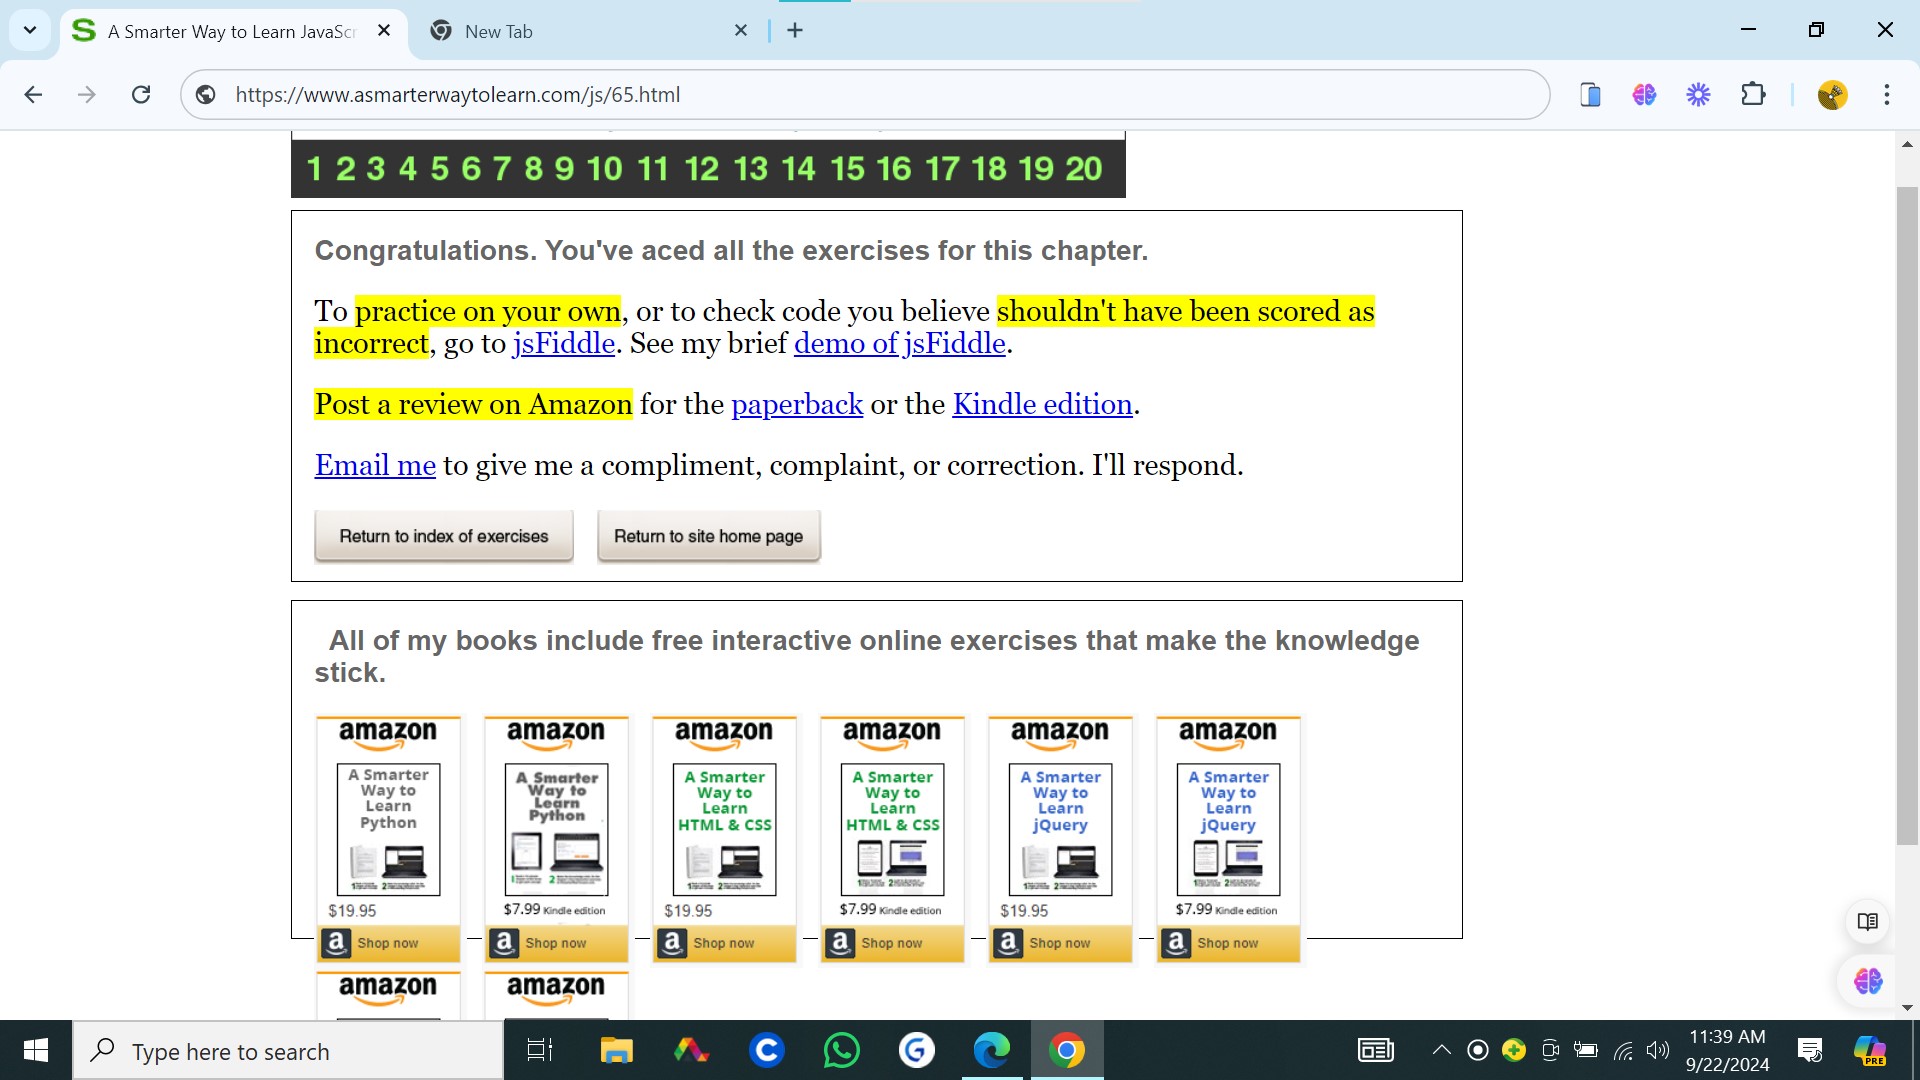 A Smarter Way to Learn JavaScr
New Tab
https://www.asmarterwaytolearn.com/js/65.html
1 2 3 4 5 6 7 8 9 10 11 12 13 14 15 16 17 18 19 20
Congratulations. You've aced all the exercises for this chapter.
To practice on your own, or to check code you believe shouldn't have been scored as
incorrect, go to jsFiddle. See my brief demo of jsFiddle.
Post a review on Amazon for the paperback or the Kindle edition.
Email me to give me a compliment, complaint, or correction. I'll respond.
Return to index of exercises
Return to site home page
All of my books include free interactive online exercises that make the knowledge
stick.
amazon
A Smarter
Way to
Learn
Python
$19.95
Shop now
amazon
A Smarter
Way to
Learn
Python
$7.99 Kindle edition
Shop now
amazon
A Smarter
Way to
Learn
HTML & CSS
$19.95
Shop now
amazon
A Smarter
Way to
Learn
HTML & CSS
$7.99 Kindle edition
Shop now
amazon
A Smarter
Way to
Learn
jQuery
$19.95
Shop now
amazon
A Smarter
Way to
Learn
jQuery
$7.99 Kindle edition
Shop now
amazon
amazon
Type here to search
11:39 AM
9/22/2024
PRE